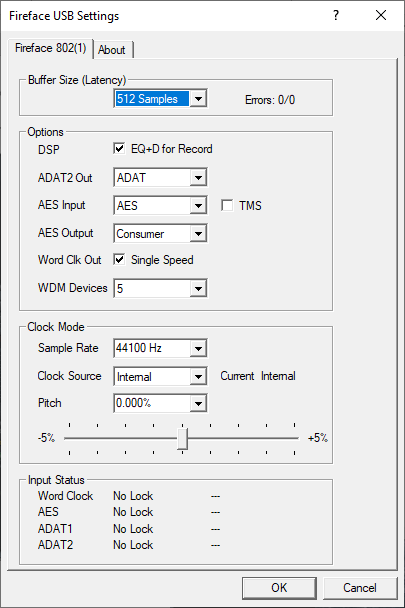 Fireface USB Settings ? ×
Fireface 802(1) About
Buffer Size (Latency)
512 Samples Errors: 0/0
Options
DSP EQ+D for Record
ADAT2 Out ADAT
AES Input AES TMS
AES Output Consumer
Word Clk Out Single Speed
WDM Devices 5
Clock Mode
Sample Rate 44100 Hz
Clock Source Internal Current Internal
Pitch 0.000%
-5% +5%
Input Status
Word Clock No Lock ---
AES No Lock ---
ADAT1 No Lock ---
ADAT2 No Lock ---
OK Cancel